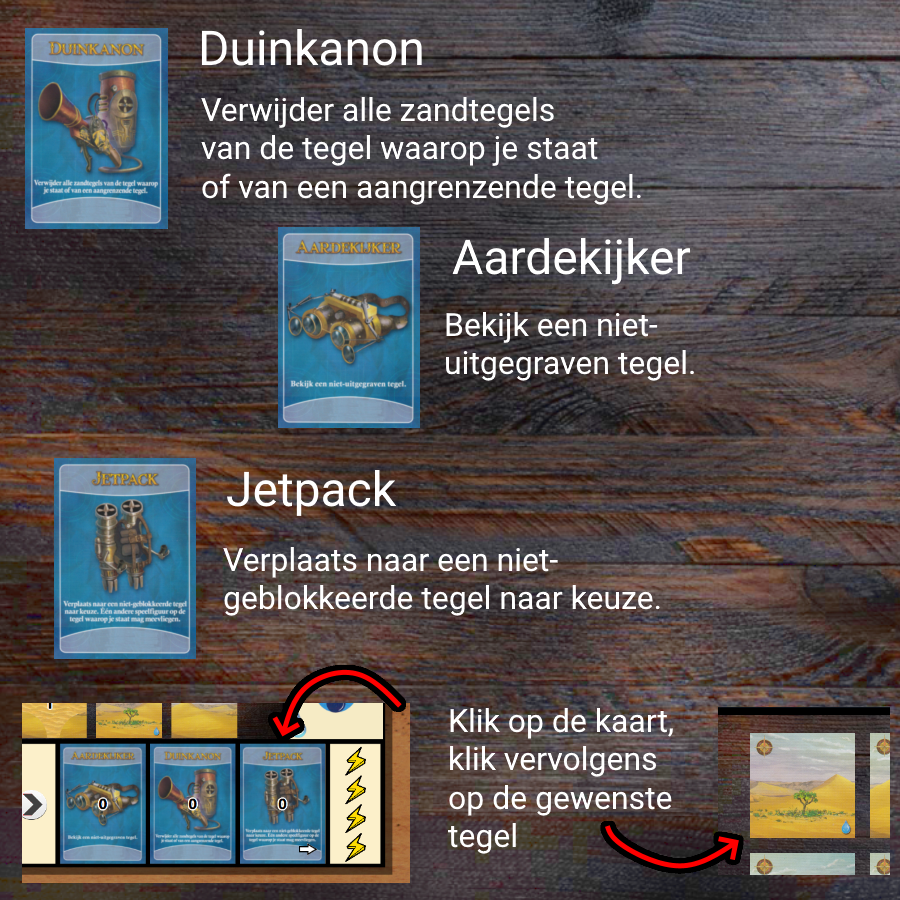 DUINKANON
Verwijder alle zandtegels van de tegel waarop
je staat of van een aangrenzende tegel.
Duinkanon
Verwijder alle zandtegels
van de tegel waarop je staat
of van een aangrenzende tegel.
AARDEKIJKER
Bekijk een niet-uitgegraven tegel.
Aardekijker
Bekijk een niet-
uitgegraven tegel.
JETPACK
Verplaats naar een niet-geblokkeerde tegel
naar keuze. Eén andere speelfiguur op de
tegel waarop je staat mag meevliegen.
Jetpack
Verplaats naar een niet-
geblokkeerde tegel naar keuze.
AARDEKIJKER
0
Bekijk een niet-uitgegraven tegel.
DUINKANON
0
Verwijder alle zandtegels van de tegel waarop
je staat of van een aangrenzende tegel.
JETPACK
0
Verplaats naar een niet-geblokkeerde tegel
naar keuze. Eén andere speelfiguur op de
tegel waarop je staat mag meevliegen.
Klik op de kaart,
klik vervolgens
op de gewenste
tegel